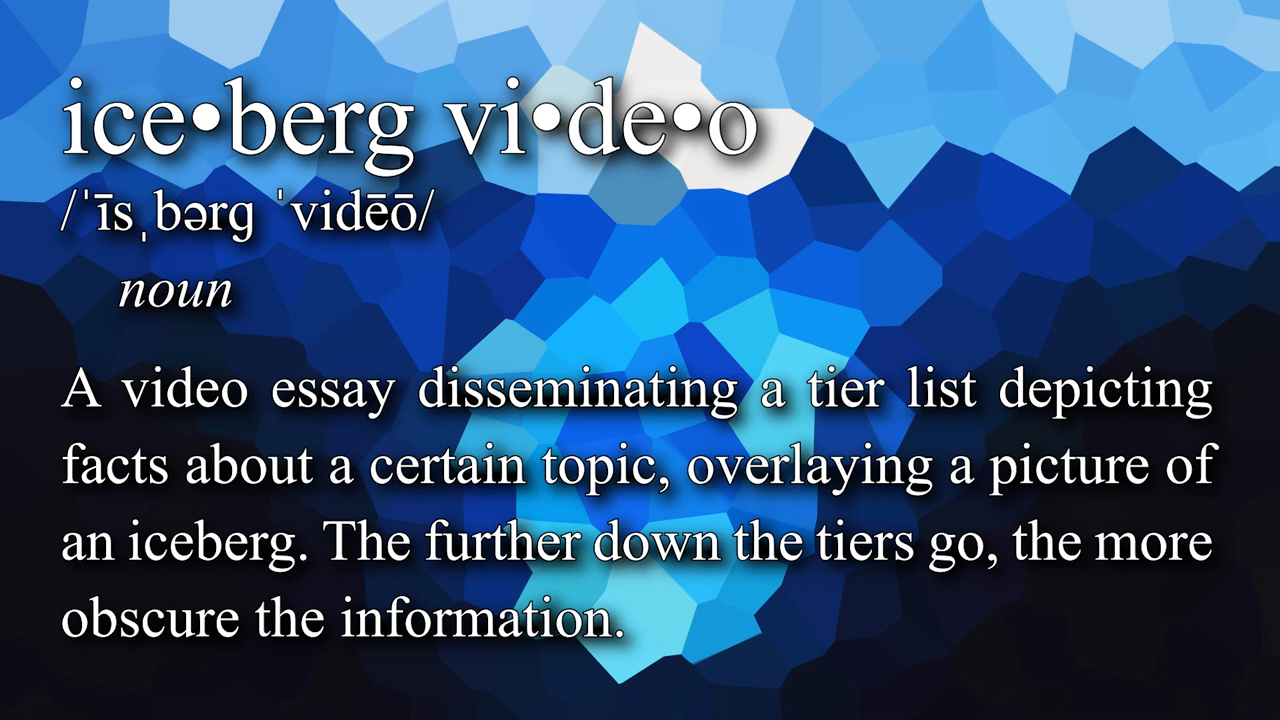 ice•berg vi•de•o
/ˈīsˌbərɡ ˈvidēō/
noun
A video essay disseminating a tier list depicting
facts about a certain topic, overlaying a picture of
an iceberg. The further down the tiers go, the more
obscure the information.